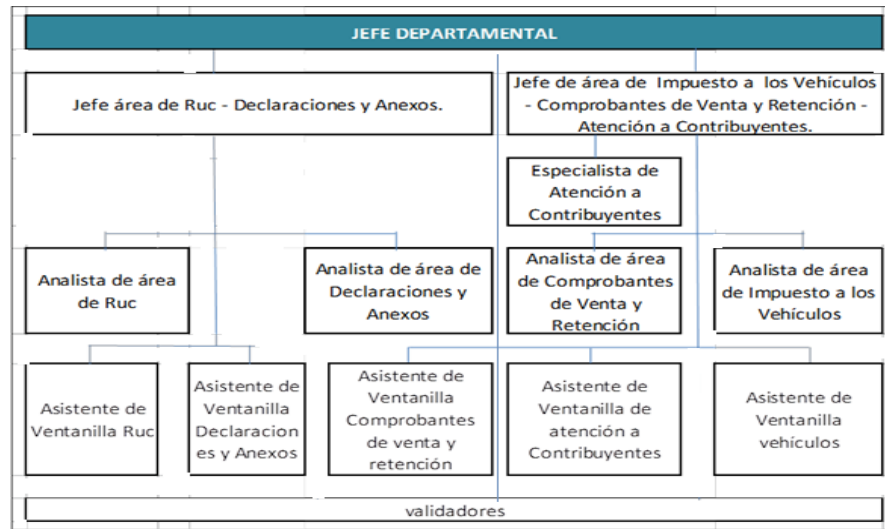 JEFE DEPARTAMENTAL
Jefe área de Ruc - Declaraciones y Anexos.
Jefe de área de Impuesto a los Vehículos
- Comprobantes de Venta y Retención -
Atención a Contribuyentes.
Especialista de
Atención a
Contribuyentes
Analista de área
de Ruc
Analista de área de
Declaraciones y
Anexos
Analista de área
de Comprobantes
de Venta y
Retención
Analista de área
de Impuesto a los
Vehículos
Asistente de
Ventanilla Ruc
Asistente de
Ventanilla
Declaracion
es y Anexos
Asistente de
Ventanilla
Comprobantes
de venta y
retención
Asistente de
Ventanilla de
atención a
Contribuyentes
Asistente de
Ventanilla
vehículos
validadores